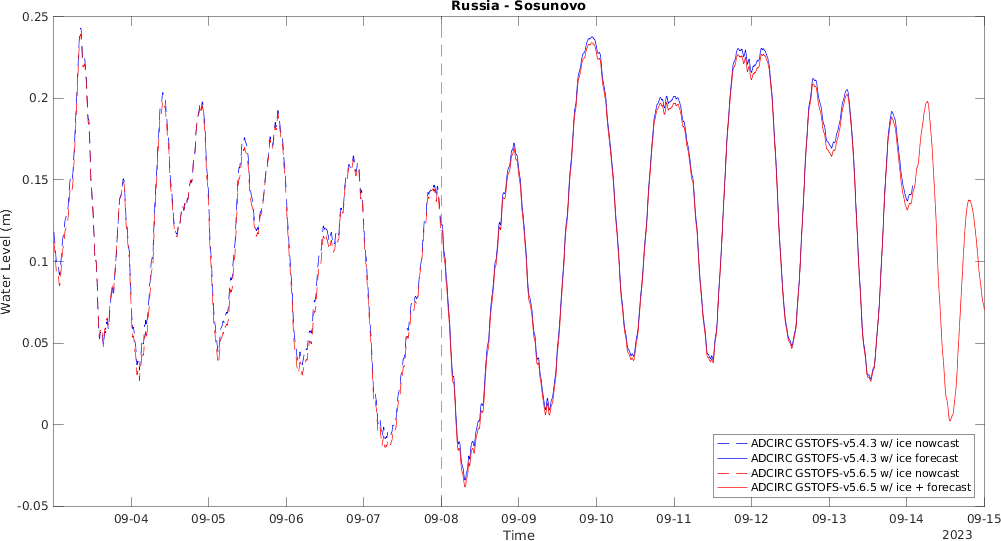 Russia - Sosunovo
0.25
0.2
0.15
0.1
0.05
0
-0.05
Water Level (m)
09-04 09-05 09-06 09-07 09-08 09-09 09-10 09-11 09-12 09-13 09-14 09-15
Time
2023
ADCIRC GSTOFS-v5.4.3 w/ ice nowcast
ADCIRC GSTOFS-v5.4.3 w/ ice forecast
ADCIRC GSTOFS-v5.6.5 w/ ice nowcast
ADCIRC GSTOFS-v5.6.5 w/ ice + forecast